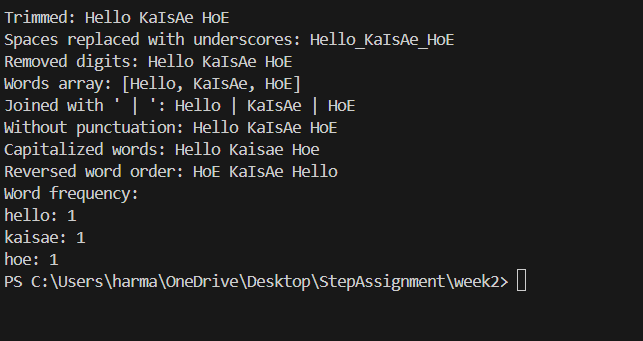 Trimmed: Hello KaIsAe HoE
Spaces replaced with underscores: Hello_KaIsAe_HoE
Removed digits: Hello KaIsAe HoE
Words array: [Hello, KaIsAe, HoE]
Joined with ' | ': Hello | KaIsAe | HoE
Without punctuation: Hello KaIsAe HoE
Capitalized words: Hello Kaisae Hoe
Reversed word order: HoE KaIsAe Hello
Word frequency:
hello: 1
kaisae: 1
hoe: 1
PS C:\Users\harma\OneDrive\Desktop\StepAssignment\week2>